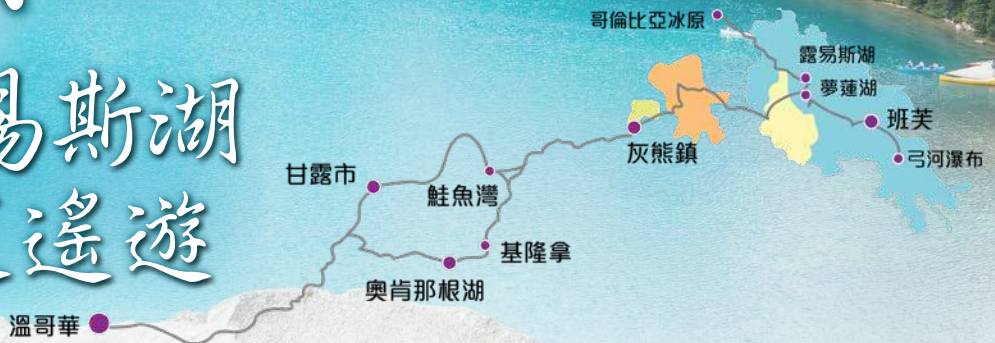 哥倫比亞冰原
露易斯湖
夢蓮湖
班芙
弓河瀑布
灰熊鎮
易斯湖
遙遊
甘露市
鮭魚灣
基隆拿
奧肯那根湖
溫哥華